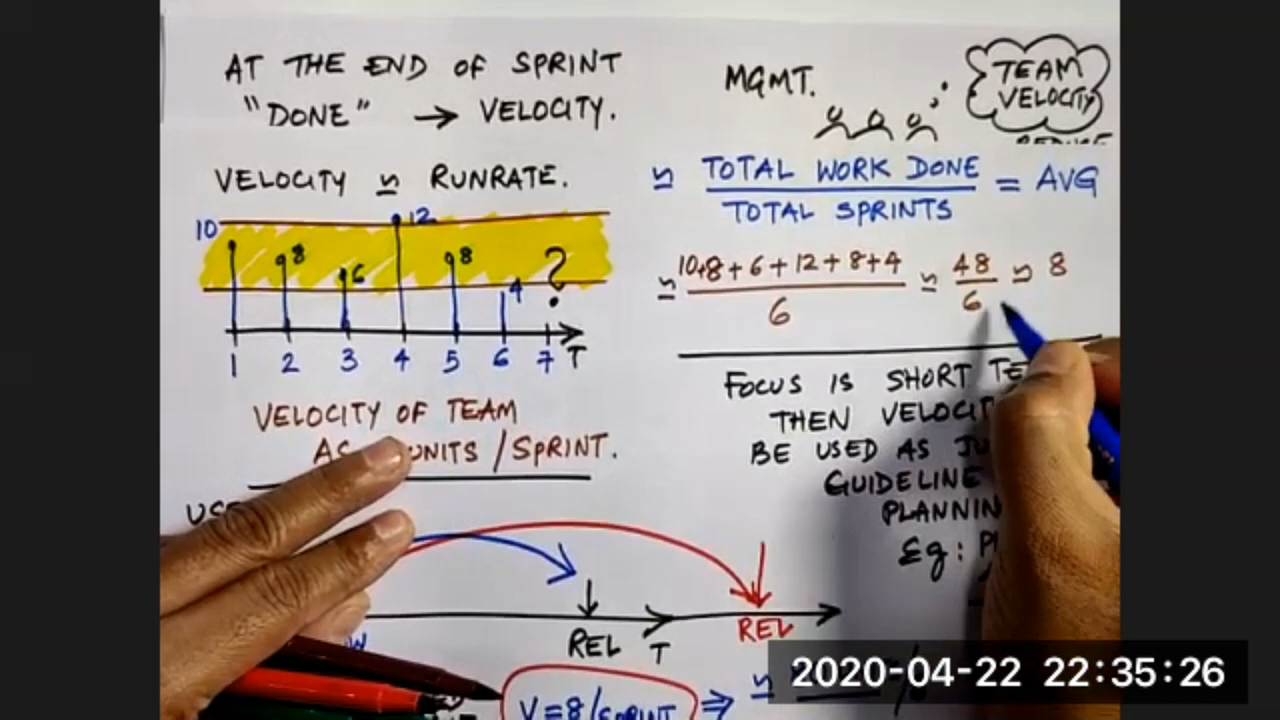 AT THE END OF SPRINT
"DONE" → VELOCITY.
VELOCITY ≃ RUNRATE.
10 8 6 12 8 4 ?
1 2 3 4 5 6 7 T
VELOCITY OF TEAM
UNITS / SPRINT.
REL T REL
V = 8/SPRINT ⇒ ≃
MGMT.
TEAM
VELOCITY
≃ TOTAL WORK DONE / TOTAL SPRINTS = AVG
≃ 10+8+6+12+8+4 / 6 ≃ 48 / 6 ≃ 8
FOCUS IS SHORT
THEN
BE USED AS
GUIDELINE
Eg:
2020-04-22 22:35:26